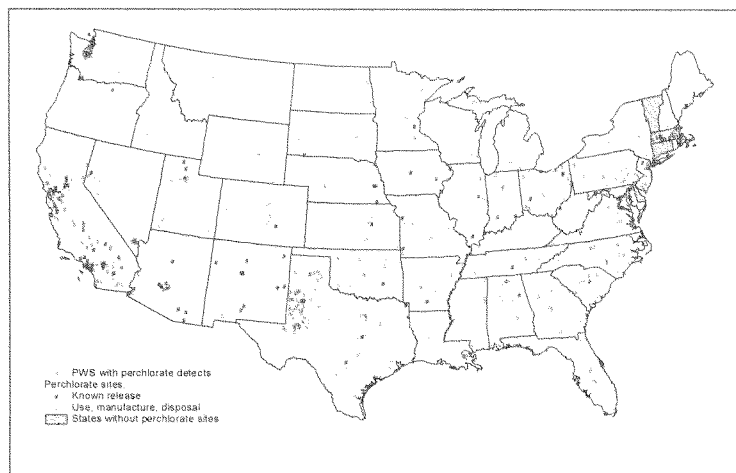 PWS with perchlorate detects
Perchlorate sites
Known release
Use, manufacture, disposal
States without perchlorate sites